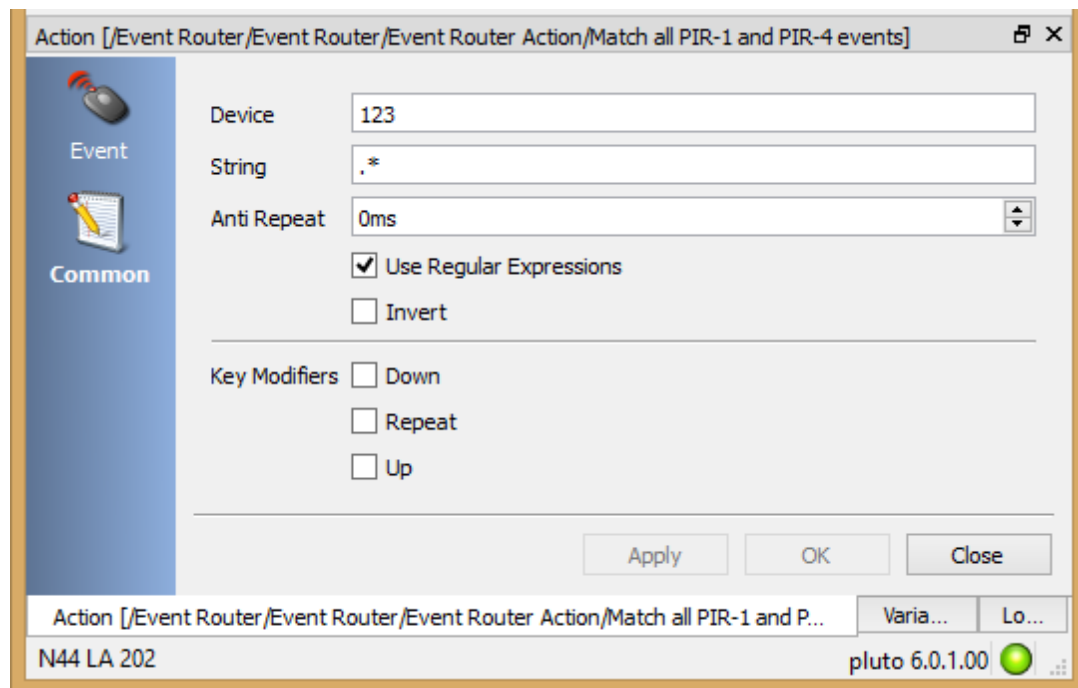 Action [/Event Router/Event Router/Event Router Action/Match all PIR-1 and PIR-4 events]
Event
Common
Device 123
String .*
Anti Repeat 0ms
Use Regular Expressions
Invert
Key Modifiers Down
Repeat
Up
Apply OK Close
Action [/Event Router/Event Router/Event Router Action/Match all PIR-1 and P... Varia... Lo...
N44 LA 202 pluto 6.0.1.00